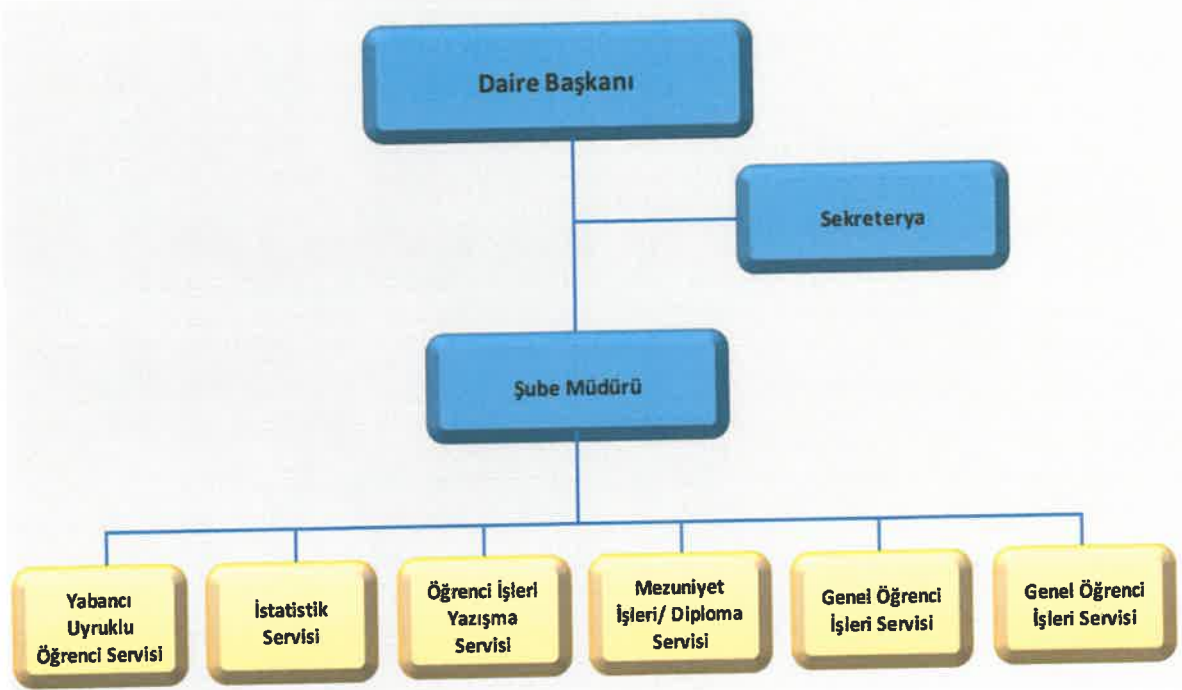 Daire Başkanı
Sekreterya
Şube Müdürü
Yabancı
Uyruklu
Öğrenci Servisi
İstatistik
Servisi
Öğrenci İşleri
Yazışma
Servisi
Mezuniyet
İşleri/ Diploma
Servisi
Genel Öğrenci
İşleri Servisi
Genel Öğrenci
İşleri Servisi